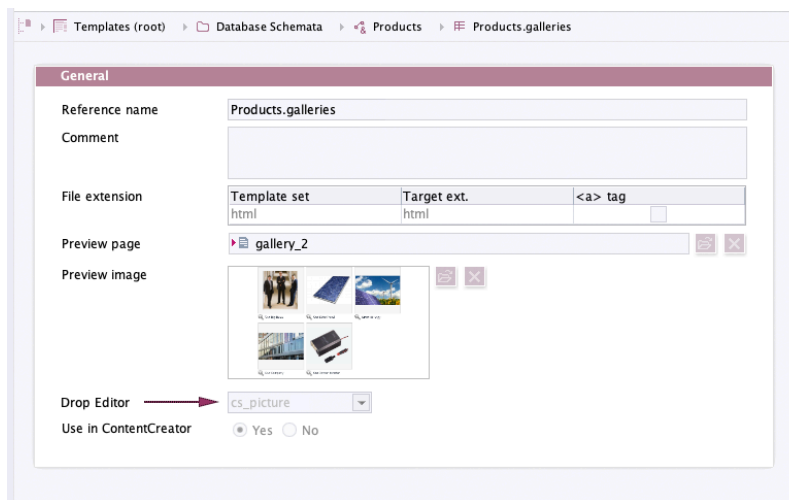 Templates (root) Database Schemata Products Products.galleries
General
Reference name Products.galleries
Comment
File extension Template set Target ext. <a> tag
html html
Preview page gallery_2
Preview image
Drop Editor cs_picture
Use in ContentCreator Yes No